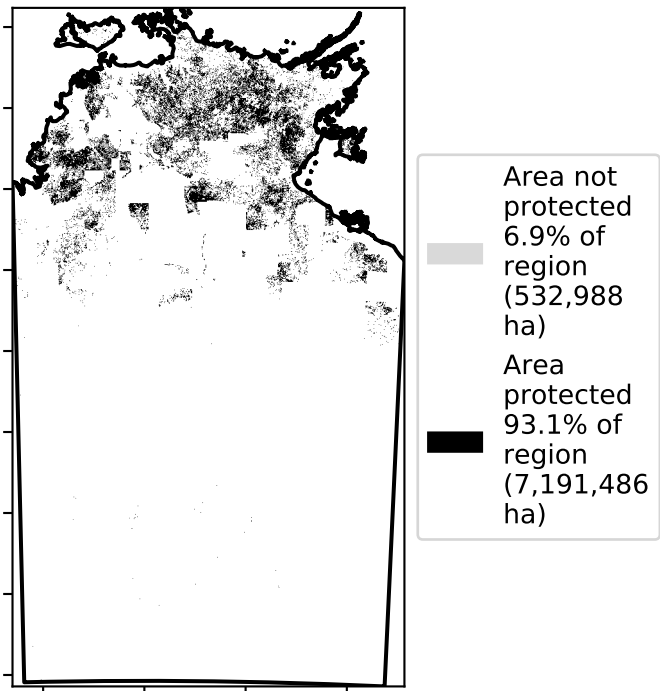 Area not
protected
6.9% of
region
(532,988
ha)
Area
protected
93.1% of
region
(7,191,486
ha)